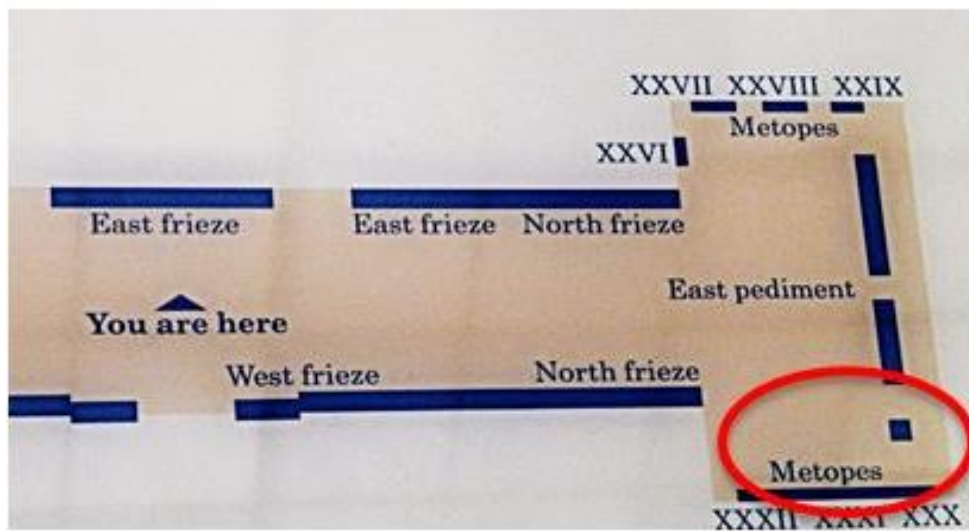 XXVII XXVIII XXIX
Metopes
XXVI
East frieze
East frieze North frieze
East pediment
You are here
West frieze North frieze
Metopes
XXXII XXXI XXX